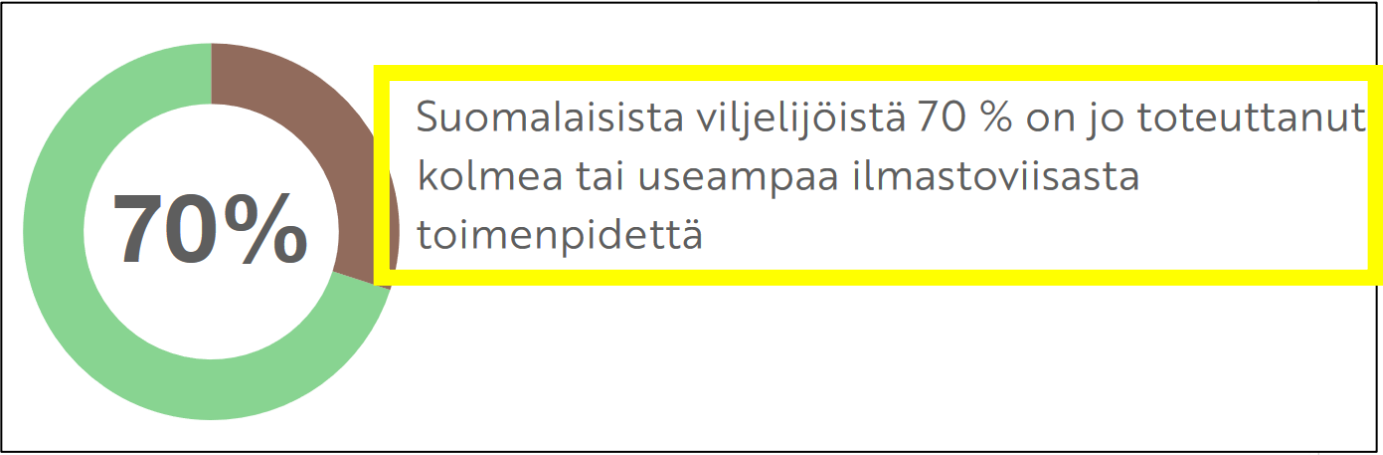 70%
Suomalaisista viljelijöistä 70 % on jo toteuttanut
kolmea tai useampaa ilmastoviisasta
toimenpidettä